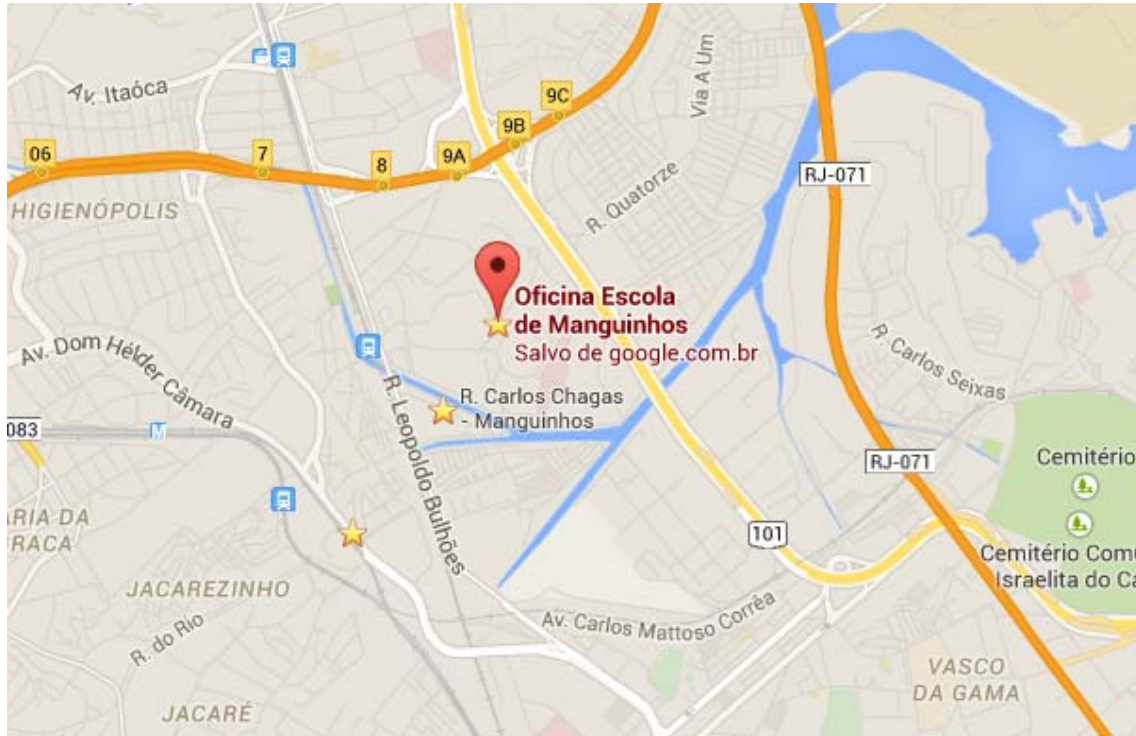 Av. Itaóca
Via A Um
9C
9B
9A
8
7
06
HIGIENÓPOLIS
R. Quatorze
RJ-071
Oficina Escola
de Manguinhos
Salvo de google.com.br
Av. Dom Hélder Câmara
R. Carlos Seixas
R. Leopoldo Bulhões
R. Carlos Chagas
- Manguinhos
083
M
RJ-071
Cemitério
101
ARIA DA
RAÇA
Cemitério Comu
Israelita do Ca
JACAREZINHO
R. do Rio
Av. Carlos Mattoso Corrêa
VASCO
DA GAMA
JACARÉ